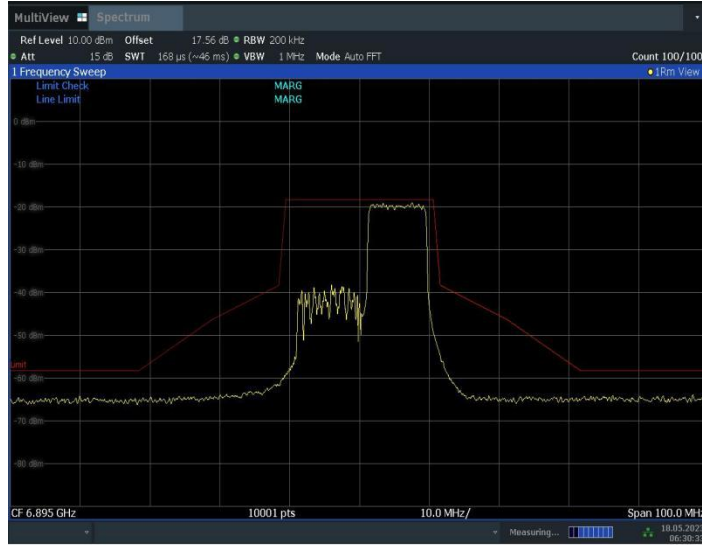 MultiView Spectrum
Ref Level 10.00 dBm Offset 17.56 dB RBW 200 kHz
Att 15 dB SWT 168 µs (~46 ms) VBW 1 MHz Mode Auto FFT Count 100/100
1 Frequency Sweep 1Rm View
Limit Check MARG
Line Limit MARG
0 dBm
-10 dBm
-20 dBm
-30 dBm
-40 dBm
-50 dBm
-60 dBm
-70 dBm
-80 dBm
CF 6.895 GHz 10001 pts 10.0 MHz/ Span 100.0 MHz
Measuring... 18.05.202
06:30:3